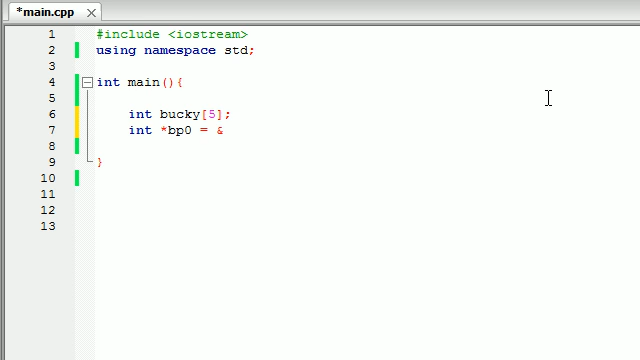 *main.cpp
1 #include <iostream>
2 using namespace std;
3
4 int main(){
5
6 int bucky[5];
7 int *bp0 = &
8
9 }
10
11
12
13